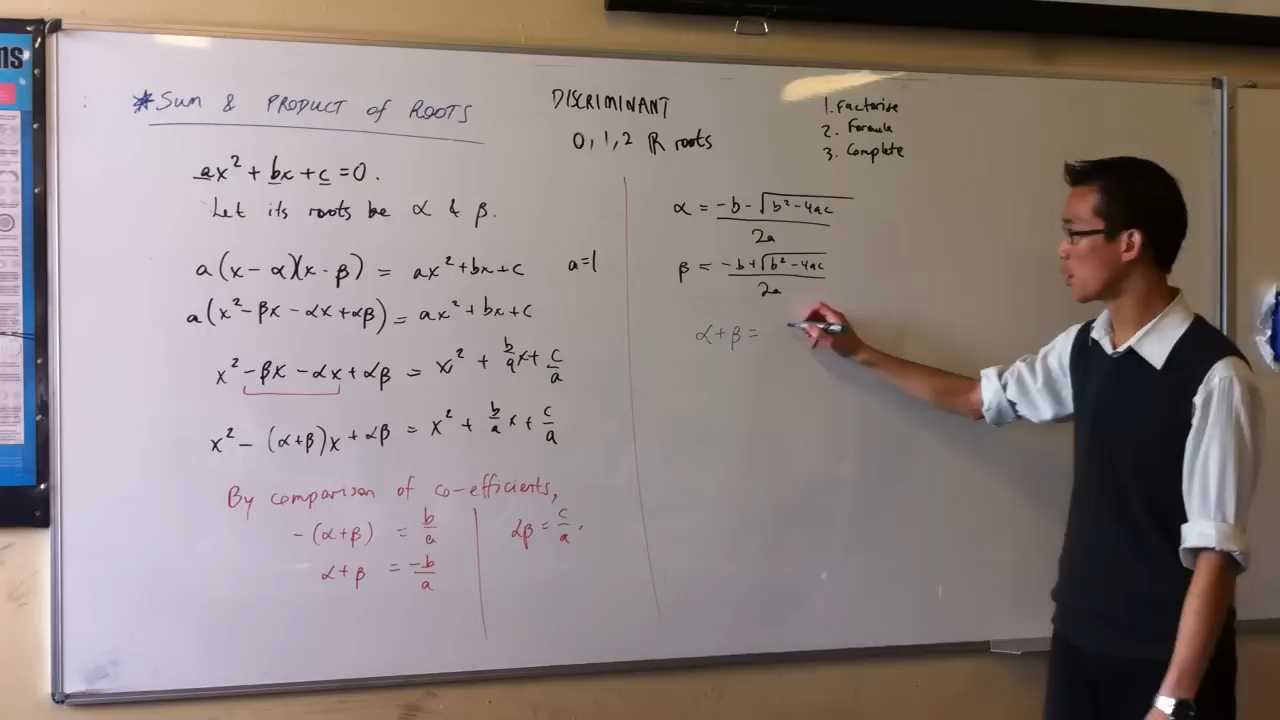 ns
*SUM & PRODUCT of ROOTS
ax² + bx + c = 0.
Let its roots be α & β.
a(x - α)(x - β) = ax² + bx + c   a=1
a(x² - βx - αx + αβ) = ax² + bx + c
x² - βx - αx + αβ = x² + b/a x + c/a
x² - (α+β)x + αβ = x² + b/a x + c/a
By comparison of co-efficients,
-(α+β) = b/a
α+β = -b/a
αβ = c/a.
DISCRIMINANT
0, 1, 2 ℝ roots
1. Factorise
2. Formula
3. Complete
α = (-b - √(b² - 4ac))/2a
β = (-b + √(b² - 4ac))/2a
α + β =